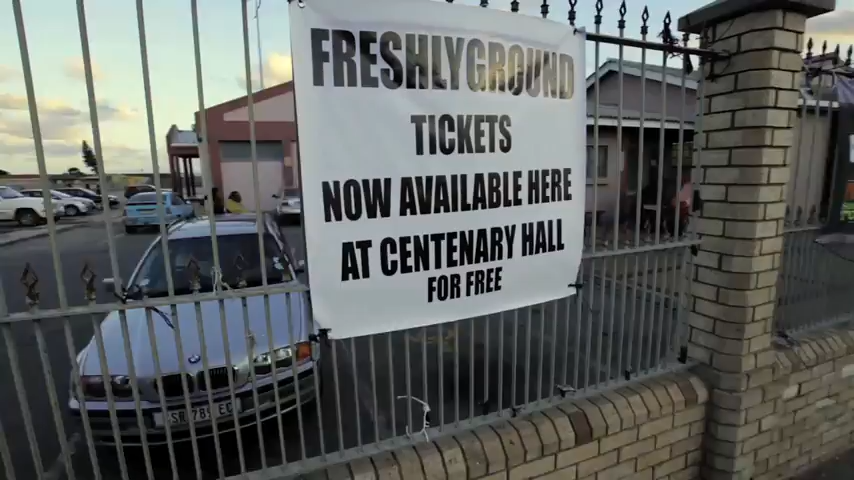 FRESHLYGROUND
TICKETS
NOW AVAILABLE HERE
AT CENTENARY HALL
FOR FREE